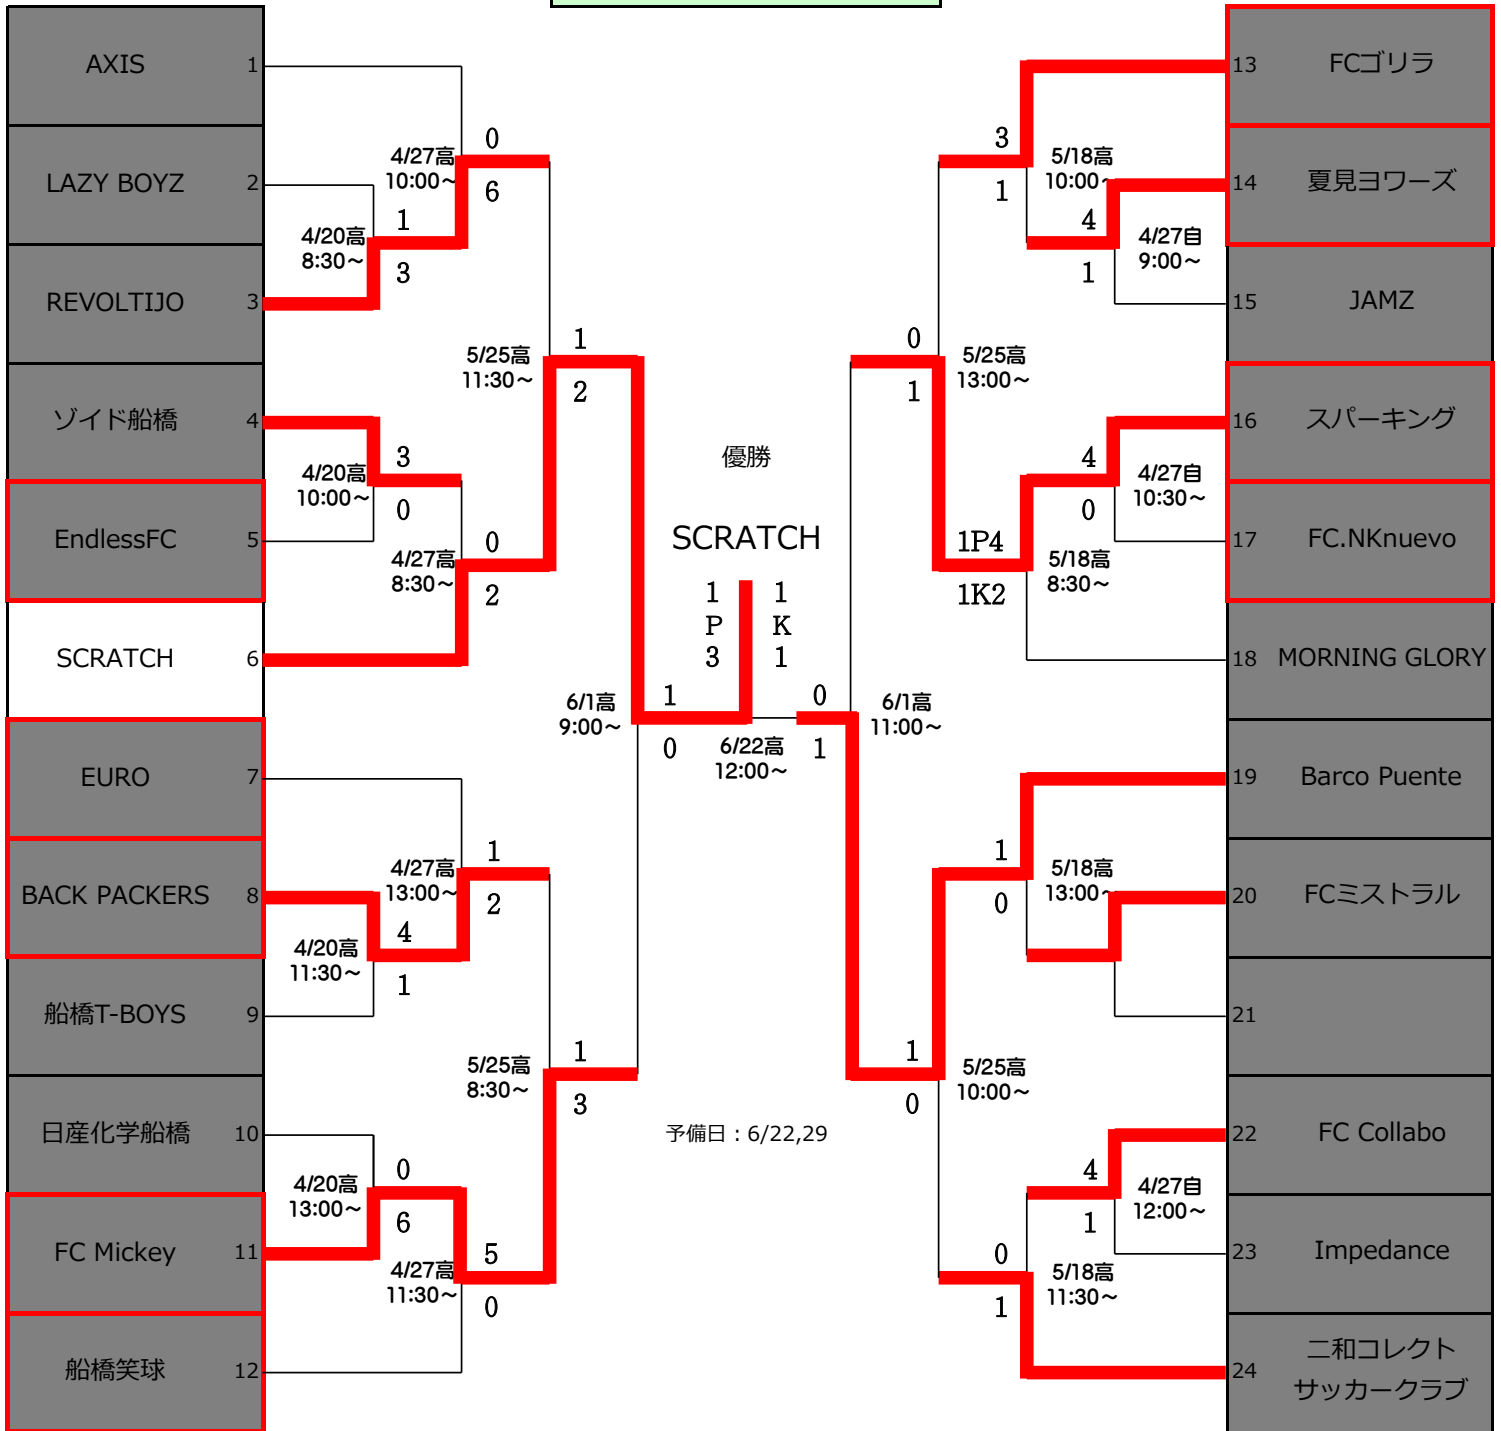 AXIS 1
LAZY BOYZ 2
REVOLTIJO 3
ゾイド船橋 4
EndlessFC 5
SCRATCH 6
EURO 7
BACK PACKERS 8
船橋T-BOYS 9
日産化学船橋 10
FC Mickey 11
船橋笑球 12
4/20高
8:30～
1
3
4/20高
10:00～
3
0
4/20高
11:30～
4
1
4/20高
13:00～
0
6
4/27高
10:00～
0
6
4/27高
8:30～
0
2
4/27高
13:00～
1
2
4/27高
11:30～
5
0
5/25高
11:30～
1
2
5/25高
8:30～
1
3
6/1高
9:00～
1
0
優勝
SCRATCH
1 1
P K
3 1
6/22高
12:00～
予備日：6/22,29
0
1
6/1高
11:00～
0
1
5/25高
13:00～
1
0
5/25高
10:00～
3
1
5/18高
10:00～
1P4
1K2
5/18高
8:30～
1
0
5/18高
13:00～
0
1
5/18高
11:30～
4
1
4/27自
9:00～
4
0
4/27自
10:30～
4
1
4/27自
12:00～
13 FCゴリラ
14 夏見ヨワーズ
15 JAMZ
16 スパーキング
17 FC.NKnuevo
18 MORNING GLORY
19 Barco Puente
20 FCミストラル
21
22 FC Collabo
23 Impedance
24 二和コレクト
サッカークラブ